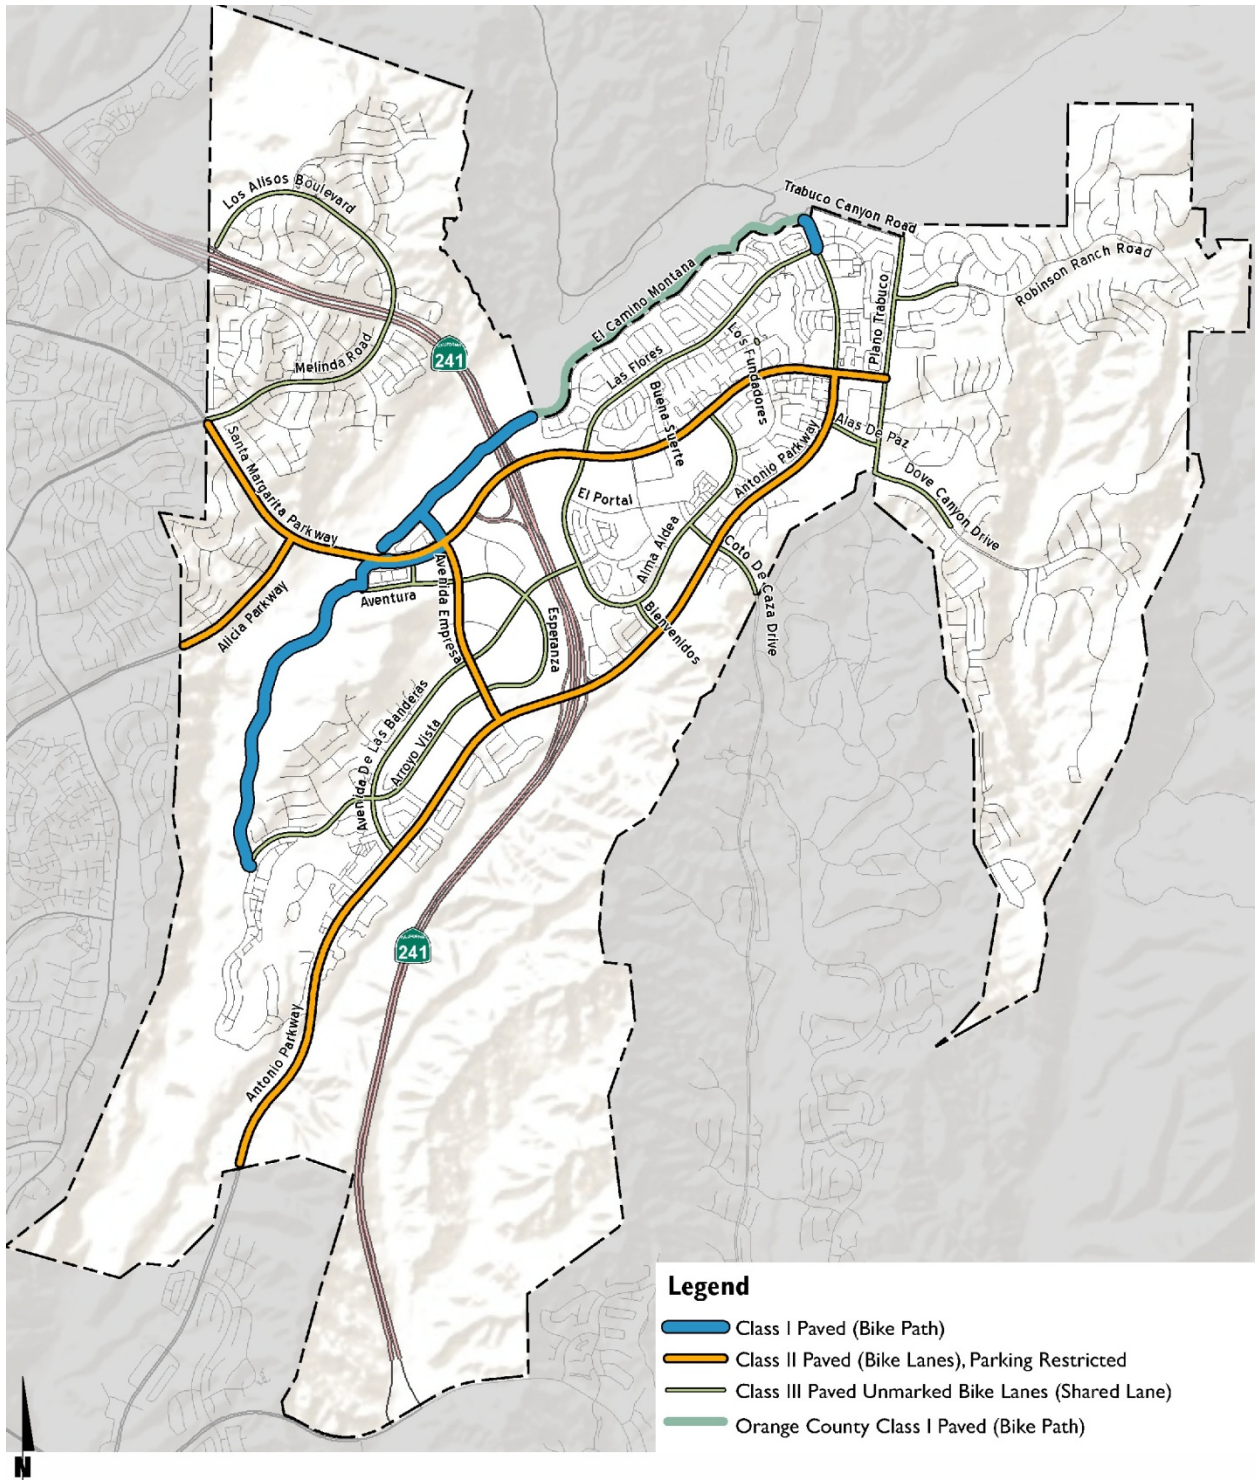 Trabuco Canyon Road
Los Alisos Boulevard
Robinson Ranch Road
El Camino Montana
Plano Trabuco
Los Fundadores
241
Melinda Road
Las Flores
Buena Suerte
Santa Margarita Parkway
Alas De Paz
Antonio Parkway
Dove Canyon Drive
El Portal
Alma Aldea
Coto De Caza Drive
Avenida Empresa
Aventura
Alicia Parkway
Esperanza
Bienvenidos
Avenida De Las Banderas
Arroyo Vista
241
Antonio Parkway
Legend
Class I Paved (Bike Path)
Class II Paved (Bike Lanes), Parking Restricted
Class III Paved Unmarked Bike Lanes (Shared Lane)
Orange County Class I Paved (Bike Path)
N